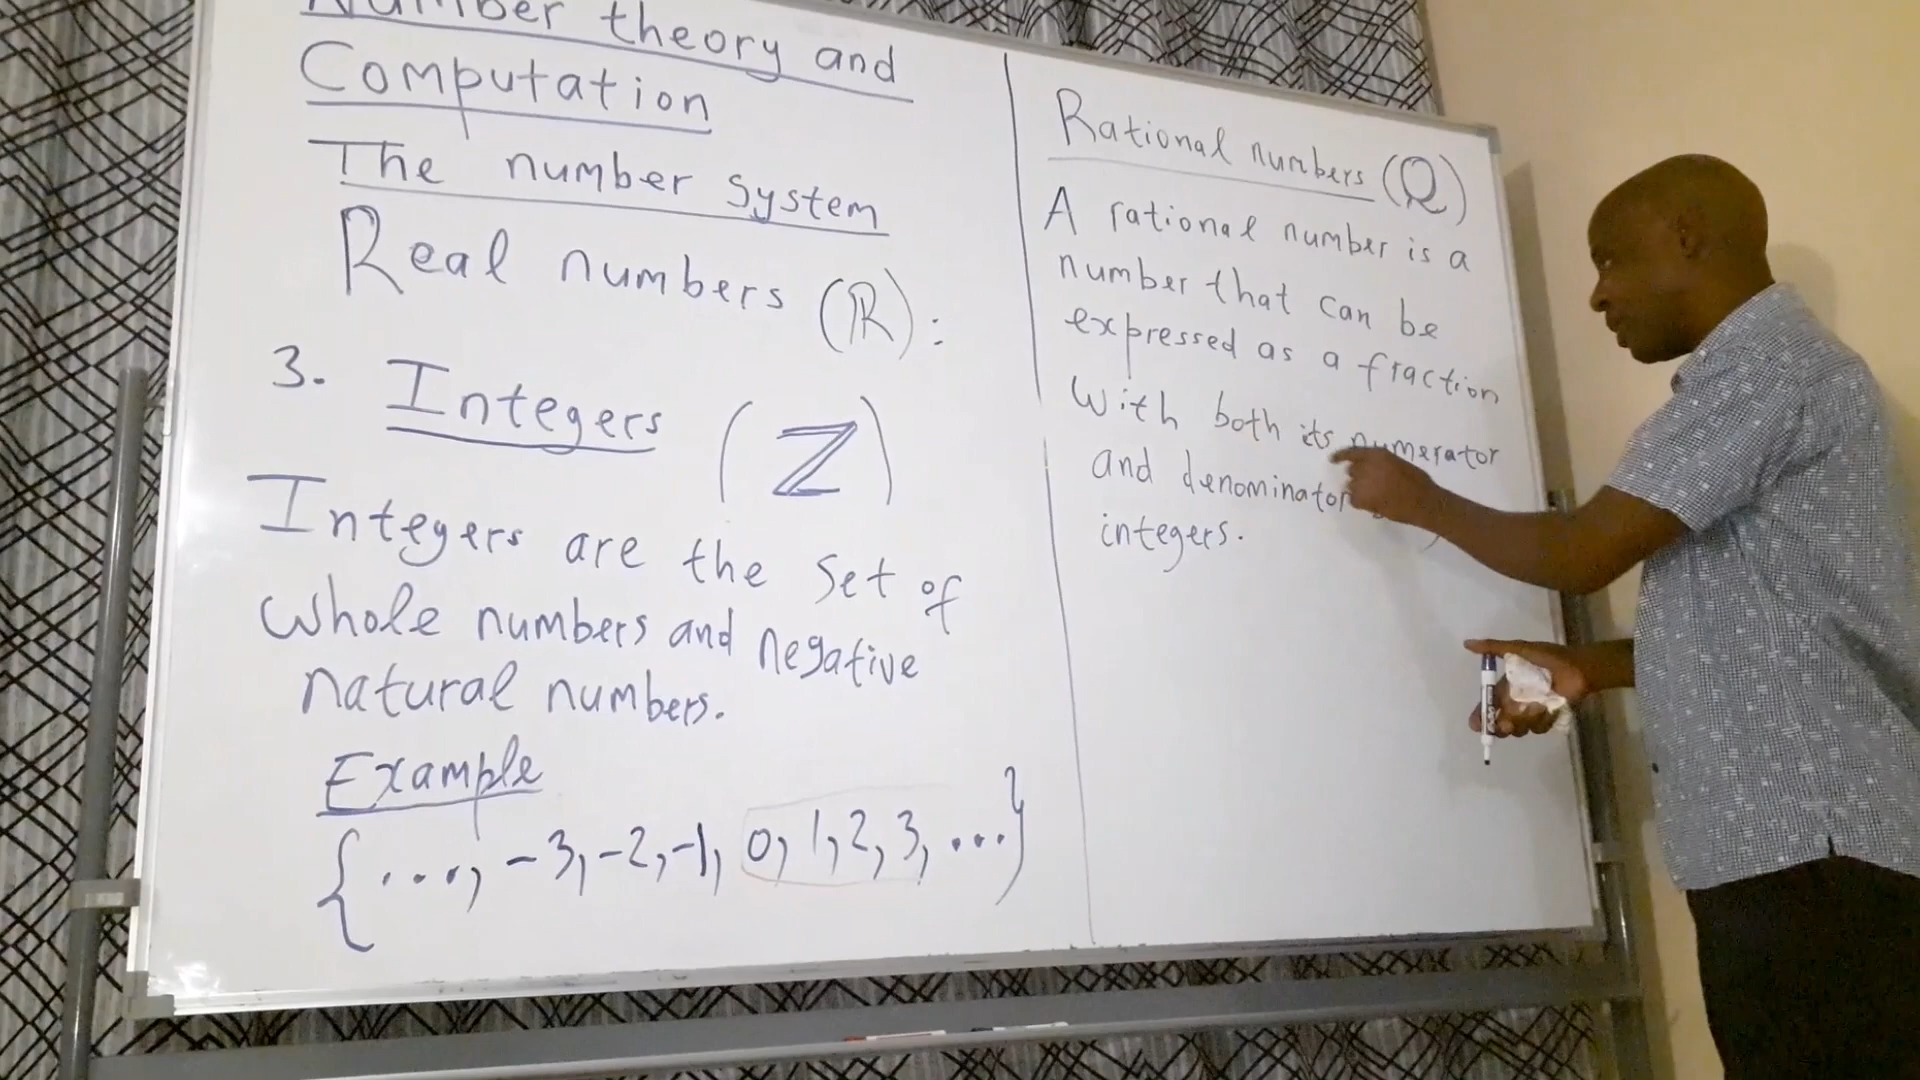 Number theory and
Computation
The number system
Real numbers (ℝ):
3. Integers (ℤ)
Integers are the set of
whole numbers and negative
natural numbers.
Example
{..., -3, -2, -1, 0, 1, 2, 3, ...}
Rational numbers (ℚ)
A rational number is a
number that can be
expressed as a fraction
with both its numerator
and denominator
integers.